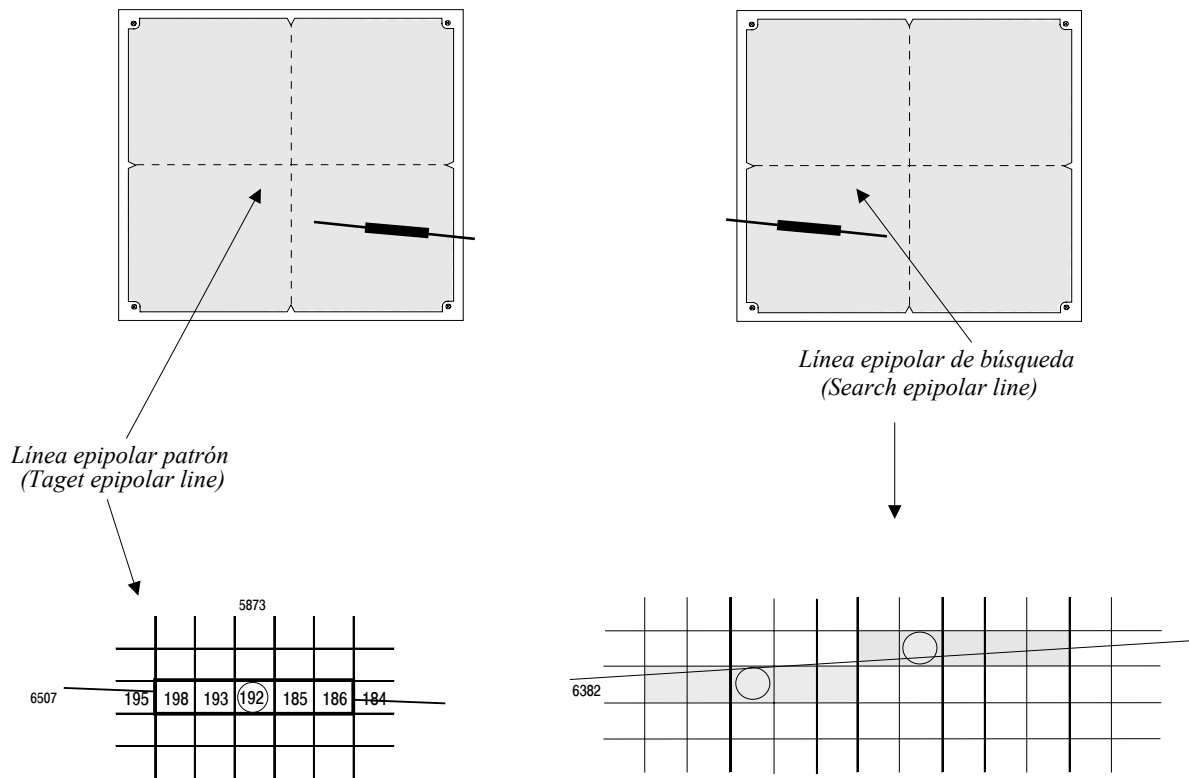 Línea epipolar de búsqueda
(Search epipolar line)
Línea epipolar patrón
(Taget epipolar line)
5873
6507 195 198 193 192 185 186 184
6382